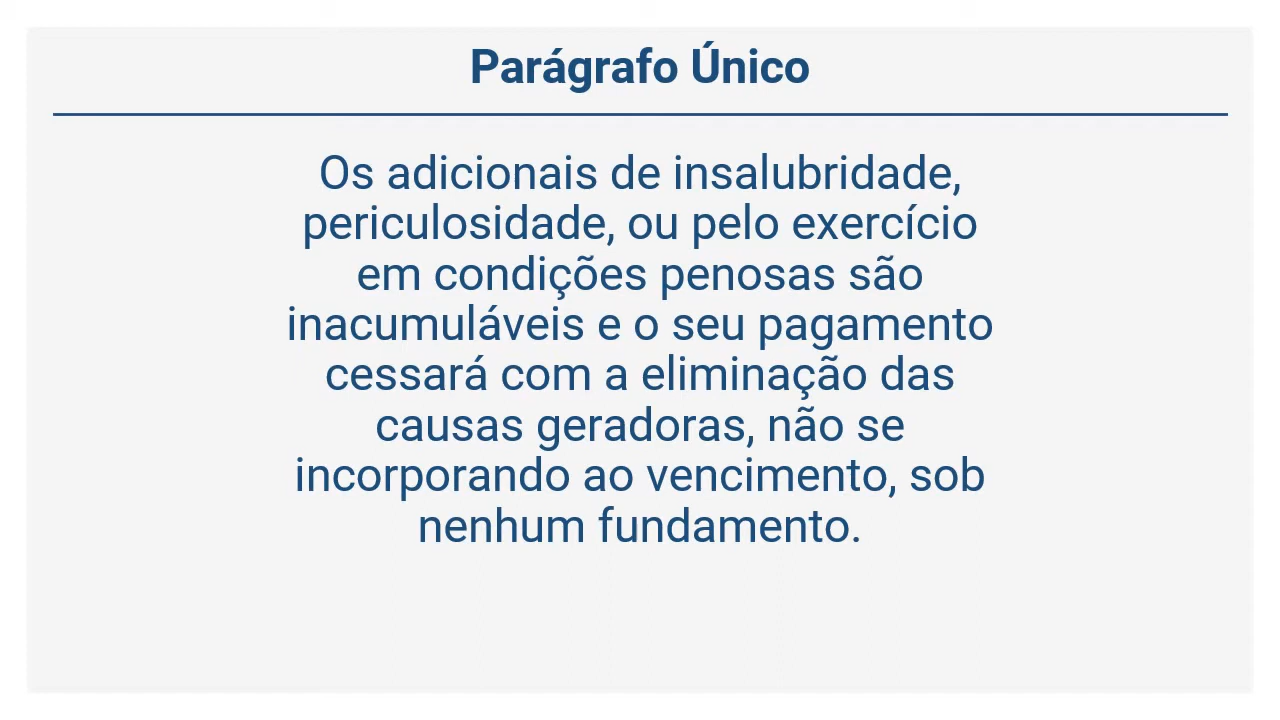 Parágrafo Único
Os adicionais de insalubridade,
periculosidade, ou pelo exercício
em condições penosas são
inacumuláveis e o seu pagamento
cessará com a eliminação das
causas geradoras, não se
incorporando ao vencimento, sob
nenhum fundamento.